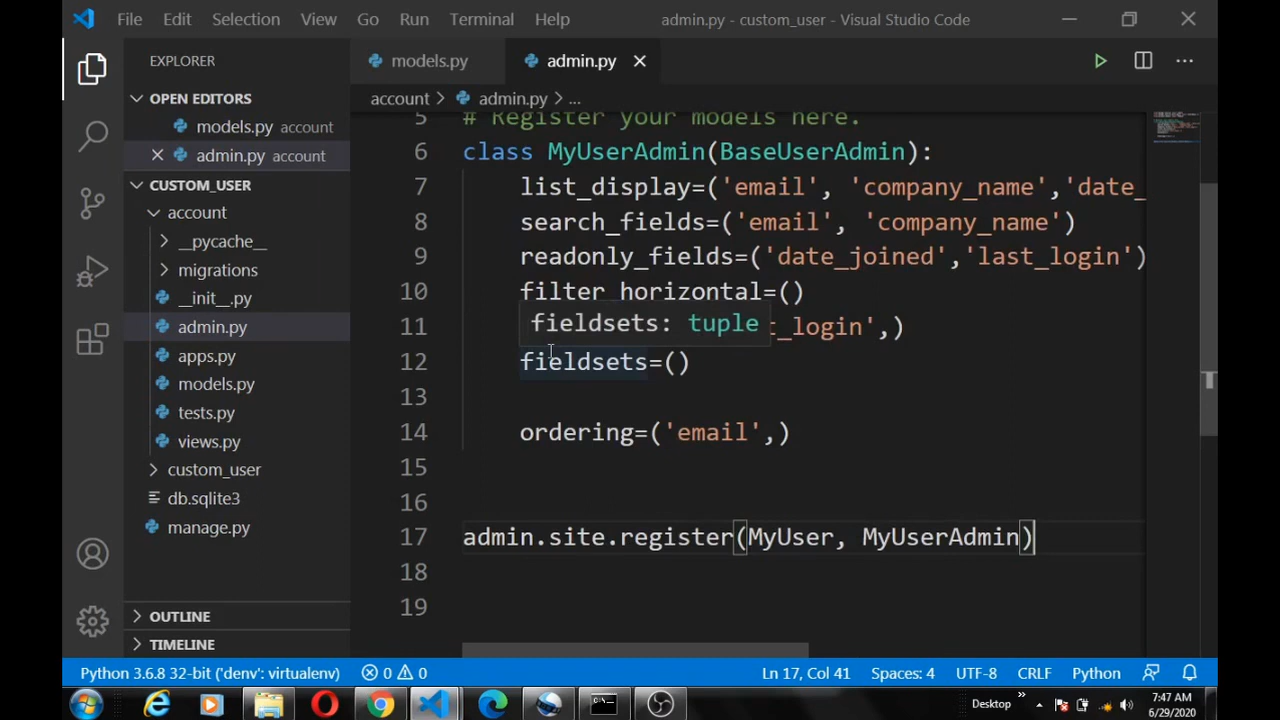 File Edit Selection View Go Run Terminal Help admin.py - custom_user - Visual Studio Code
EXPLORER
models.py
admin.py
OPEN EDITORS
models.py account
admin.py account
CUSTOM_USER
account
__pycache__
migrations
__init__.py
admin.py
apps.py
models.py
tests.py
views.py
custom_user
db.sqlite3
manage.py
OUTLINE
TIMELINE
account > admin.py > ...
5 # Register your models here.
6 class MyUserAdmin(BaseUserAdmin):
7 list_display=('email', 'company_name','date_
8 search_fields=('email', 'company_name')
9 readonly_fields=('date_joined','last_login')
10 filter_horizontal=()
fieldsets: tuple
11 t_login',)
12 fieldsets=()
13
14 ordering=('email',)
15
16
17 admin.site.register(MyUser, MyUserAdmin)
18
19
Python 3.6.8 32-bit ('denv': virtualenv) 0 0 Ln 17, Col 41 Spaces: 4 UTF-8 CRLF Python
Desktop
7:47 AM
6/29/2020